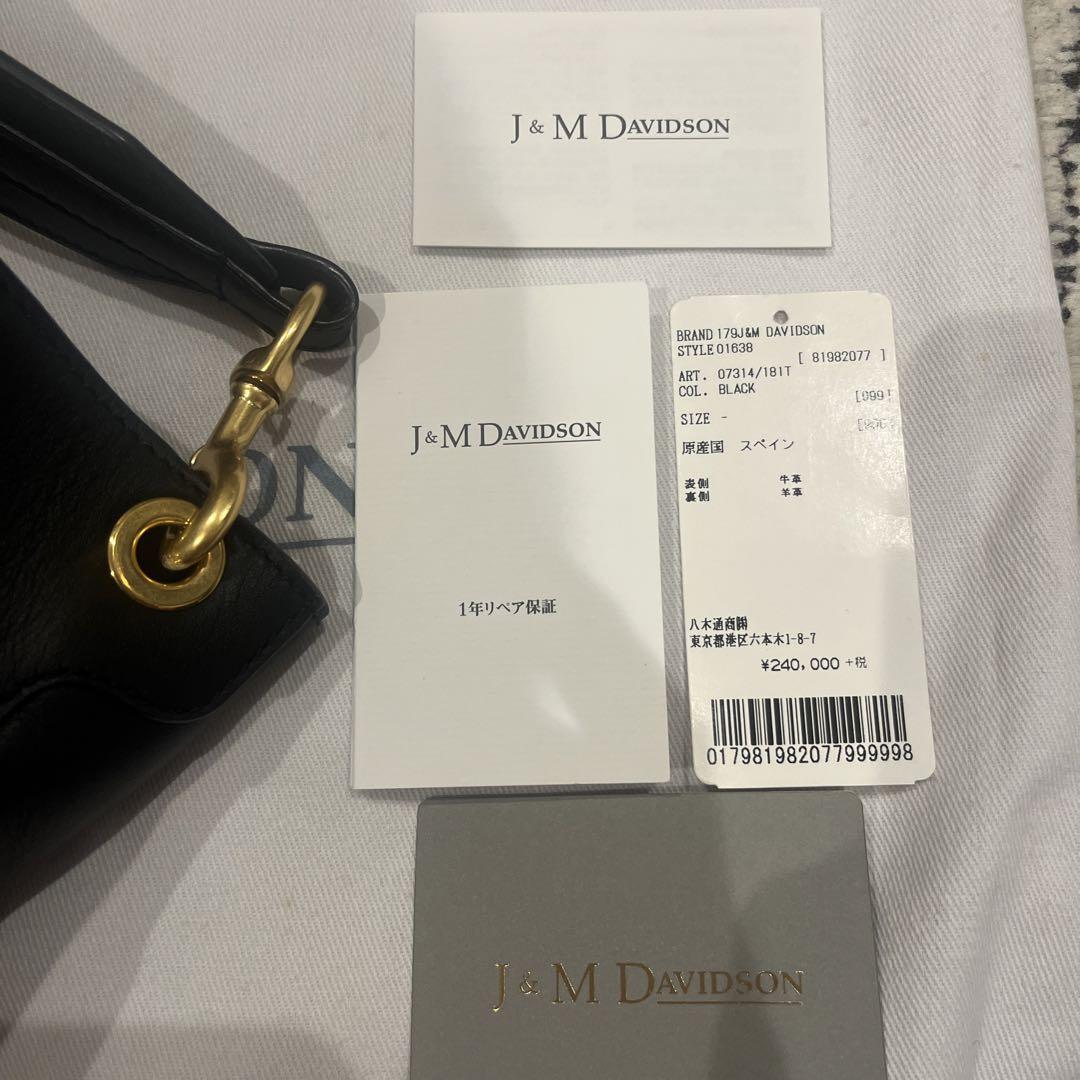 J & M DAVIDSON
J & M DAVIDSON
1年リペア保証
BRAND 179J&M DAVIDSON
STYLE 01638
[ 81982077 ]
ART. 07314/181T
COL. BLACK
[999]
SIZE -
原産国 スペイン
表側 牛革
裏側 羊革
八木通商㈱
東京都港区六本木1-8-7
¥240,000 +税
017981982077999998
ON
J & M DAVIDSON